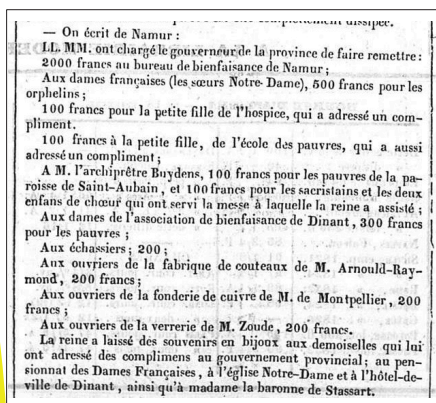 complètement dissipée.
— On écrit de Namur :
LL. MM. ont chargé le gouverneur de la province de faire remettre :
2000 francs au bureau de bienfaisance de Namur ;
Aux dames françaises (les sœurs Notre-Dame), 500 francs pour les
orphelins ;
100 francs pour la petite fille de l'hospice, qui a adressé un com-
pliment.
100 francs à la petite fille, de l'école des pauvres, qui a aussi
adressé un compliment ;
A M. l'archiprêtre Buydens, 100 francs pour les pauvres de la pa-
roisse de Saint-Aubain, et 100 francs pour les sacristains et les deux
enfans de chœur qui ont servi la messe à laquelle la reine a assisté ;
Aux dames de l'association de bienfaisance de Dinant, 300 francs
pour les pauvres ;
Aux échassiers ; 200 ;
Aux ouvriers de la fabrique de couteaux de M. Arnould-Ray-
mond, 200 francs ;
Aux ouvriers de la fonderie de cuivre de M. de Montpellier, 200
francs ;
Aux ouvriers de la verrerie de M. Zoude, 200 francs.
La reine a laissé des souvenirs en bijoux aux demoiselles qui lui
ont adressé des complimens au gouvernement provincial ; au pen-
sionnat des Dames Françaises, à l'église Notre-Dame et à l'hôtel-de-
ville de Dinant, ainsi qu'à madame la baronne de Stassart.